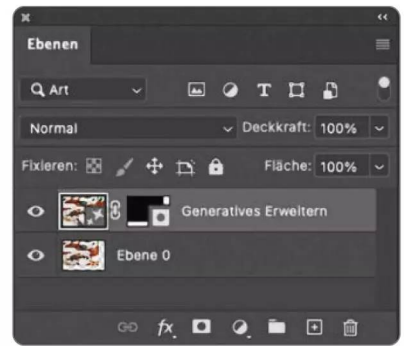 Ebenen
Art
Normal Deckkraft: 100%
Fixieren: Fläche: 100%
Generatives Erweitern
Ebene 0
fx